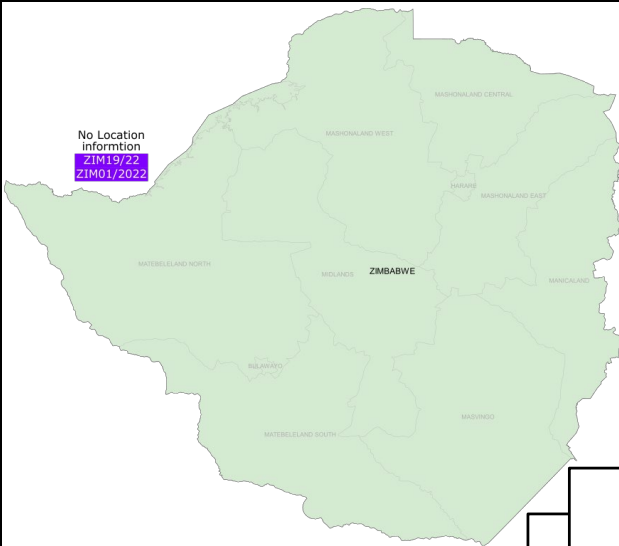 MASHONALAND CENTRAL
No Location
informtion
ZIM19/22
ZIM01/2022
MASHONALAND WEST
HARARE
MASHONALAND EAST
MATEBELELAND NORTH
MIDLANDS
ZIMBABWE
MANICALAND
BULAWAYO
MASVINGO
MATEBELELAND SOUTH